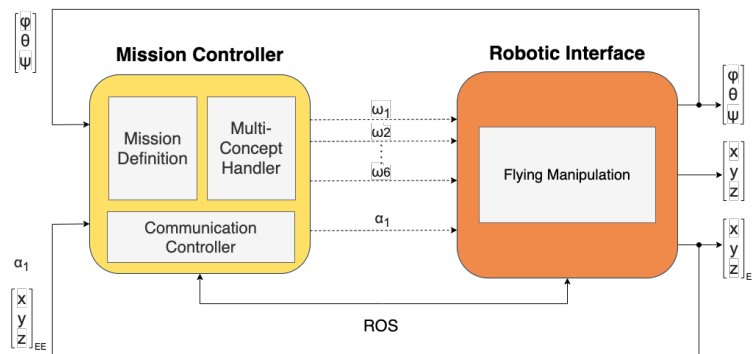 φ
θ
ψ
Mission Controller
Robotic Interface
Mission
Definition
Multi-
Concept
Handler
Communication
Controller
ω1
ω2
ω6
α1
Flying Manipulation
φ
θ
ψ
x
y
z
x
y
z E
α1
x
y
z EE
ROS